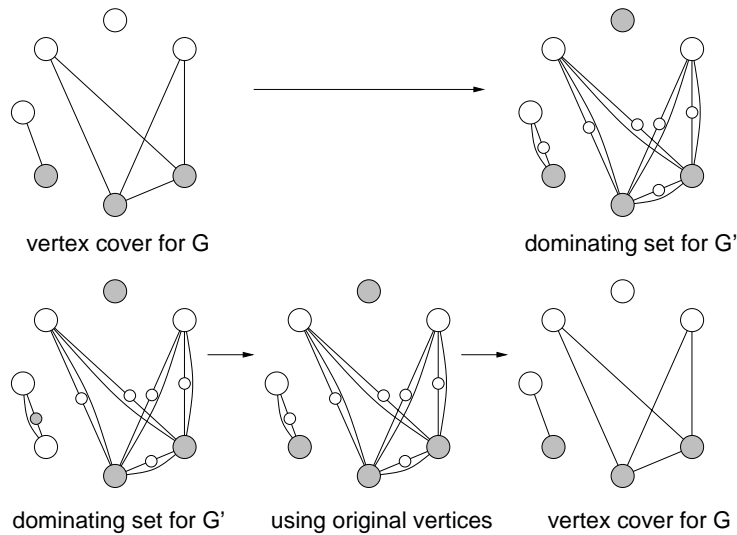 vertex cover for G
dominating set for G'
dominating set for G'
using original vertices
vertex cover for G